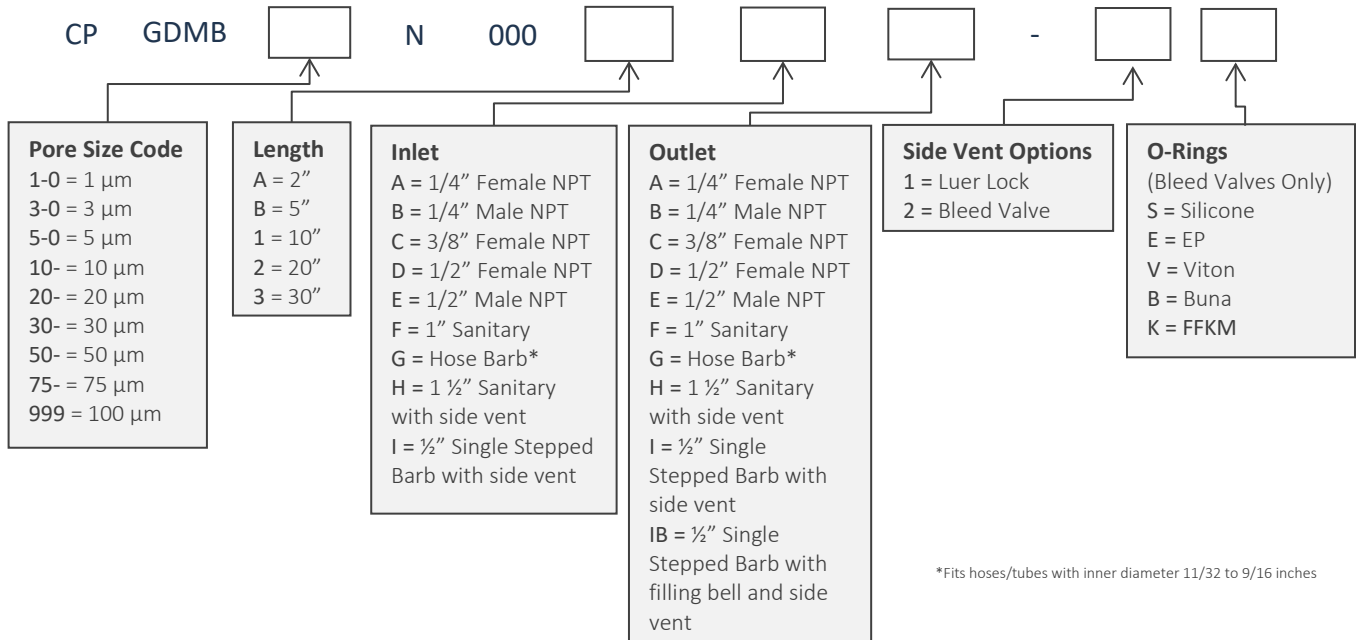 CP GDMB N 000 -
Pore Size Code
1-0 = 1 µm
3-0 = 3 µm
5-0 = 5 µm
10- = 10 µm
20- = 20 µm
30- = 30 µm
50- = 50 µm
75- = 75 µm
999 = 100 µm
Length
A = 2”
B = 5”
1 = 10”
2 = 20”
3 = 30”
Inlet
A = 1/4” Female NPT
B = 1/4” Male NPT
C = 3/8” Female NPT
D = 1/2” Female NPT
E = 1/2” Male NPT
F = 1” Sanitary
G = Hose Barb*
H = 1 ½” Sanitary
with side vent
I = ½” Single Stepped
Barb with side vent
Outlet
A = 1/4” Female NPT
B = 1/4” Male NPT
C = 3/8” Female NPT
D = 1/2” Female NPT
E = 1/2” Male NPT
F = 1” Sanitary
G = Hose Barb*
H = 1 ½” Sanitary
with side vent
I = ½” Single
Stepped Barb with
side vent
IB = ½” Single
Stepped Barb with
filling bell and side
vent
Side Vent Options
1 = Luer Lock
2 = Bleed Valve
O-Rings
(Bleed Valves Only)
S = Silicone
E = EP
V = Viton
B = Buna
K = FFKM
*Fits hoses/tubes with inner diameter 11/32 to 9/16 inches